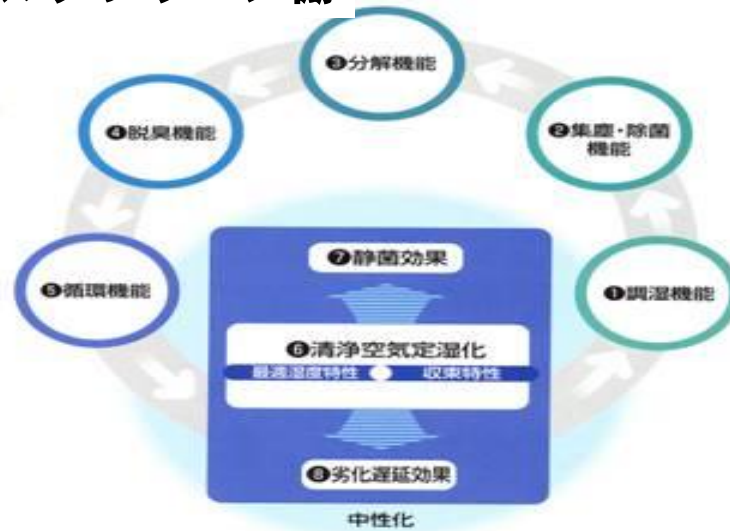 ❸分解機能
❹脱臭機能
❷集塵・除菌
機能
❼静菌効果
❺循環機能
❶調湿機能
❻清浄空気定湿化
最適湿度特性
収束特性
❽劣化遅延効果
中性化